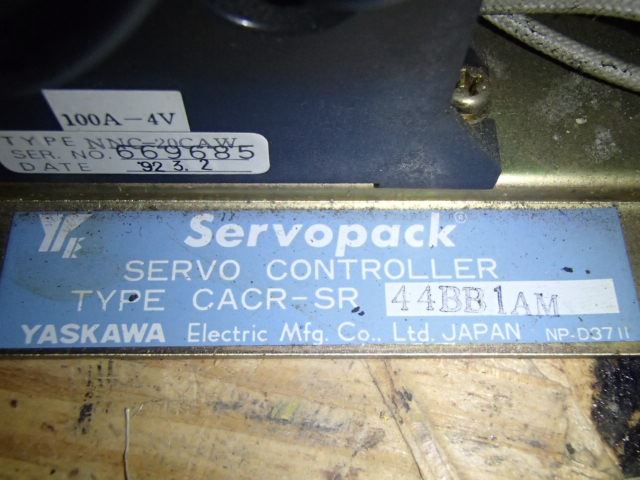 100A-4V
TYPE NNC-20CAW
SER. NO. 669685
DATE '92 3. 2
Servopack®
SERVO CONTROLLER
TYPE CACR-SR 44BB1AM
YASKAWA Electric Mfg. Co., Ltd. JAPAN NP-D3711